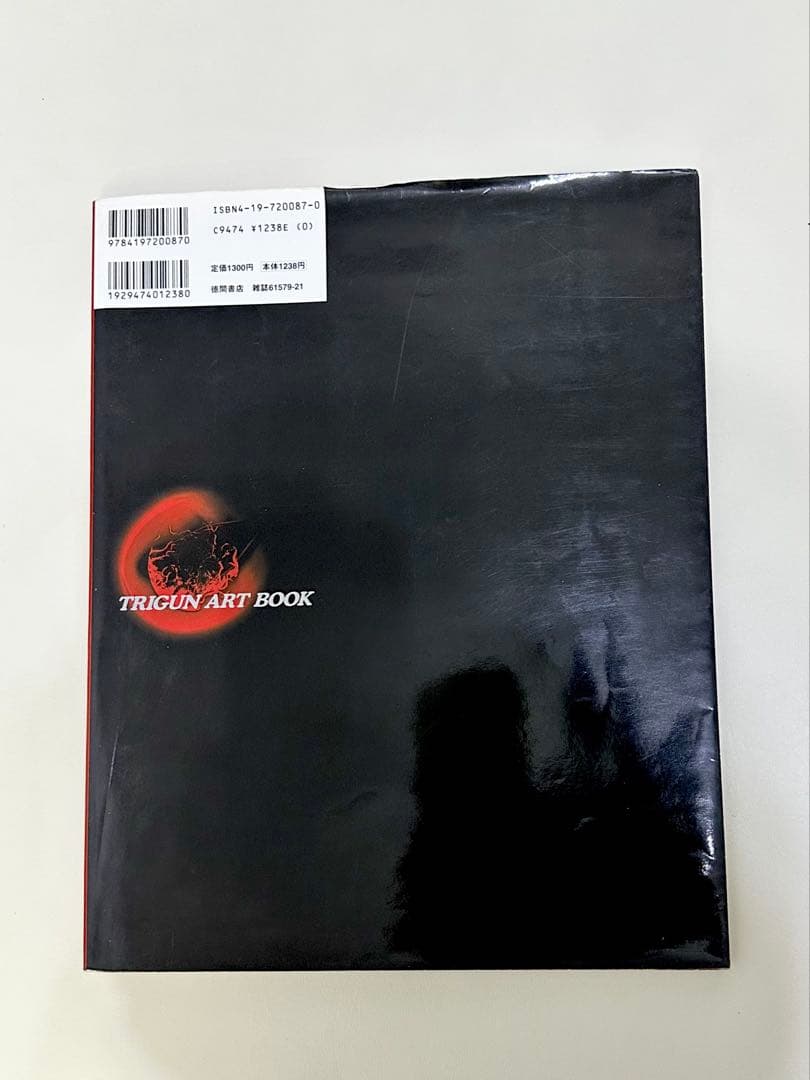 ISBN4-19-720087-0
C9474 ¥1238E (0)
9784197200870
定価1300円 本体1238円
1929474012380
徳間書店 雑誌61579-21
TRIGUN ART BOOK